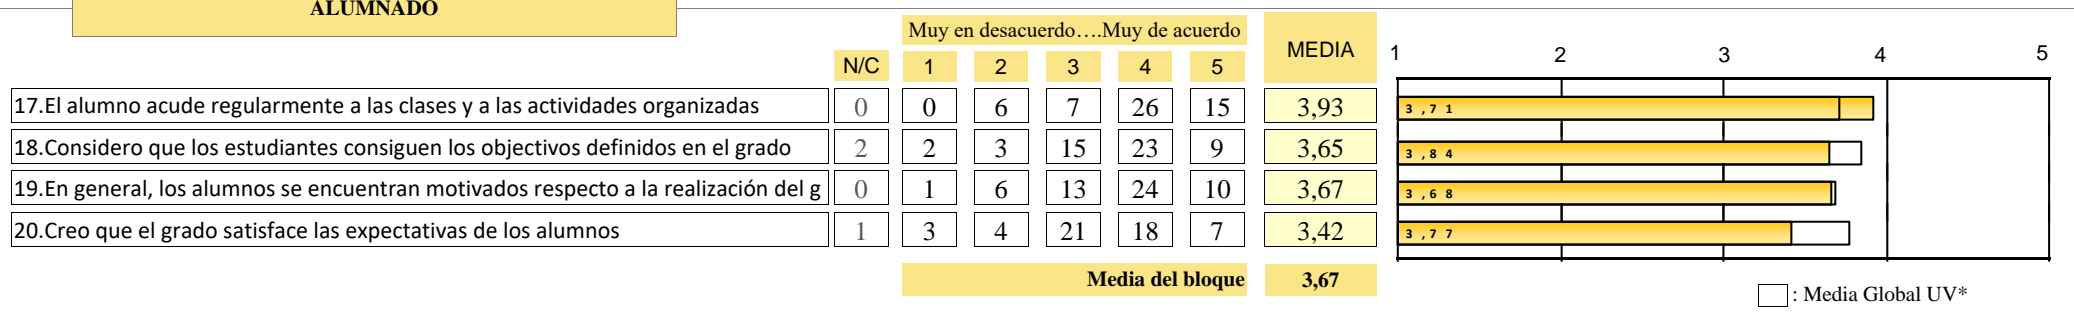 ALUMNADO
Muy en desacuerdo….Muy de acuerdo
MEDIA
N/C 1 2 3 4 5
1 2 3 4 5
17.El alumno acude regularmente a las clases y a las actividades organizadas 0 0 6 7 26 15 3,93 3,71
18.Considero que los estudiantes consiguen los objectivos definidos en el grado 2 2 3 15 23 9 3,65 3,84
19.En general, los alumnos se encuentran motivados respecto a la realización del g 0 1 6 13 24 10 3,67 3,68
20.Creo que el grado satisface las expectativas de los alumnos 1 3 4 21 18 7 3,42 3,77
Media del bloque 3,67
: Media Global UV*